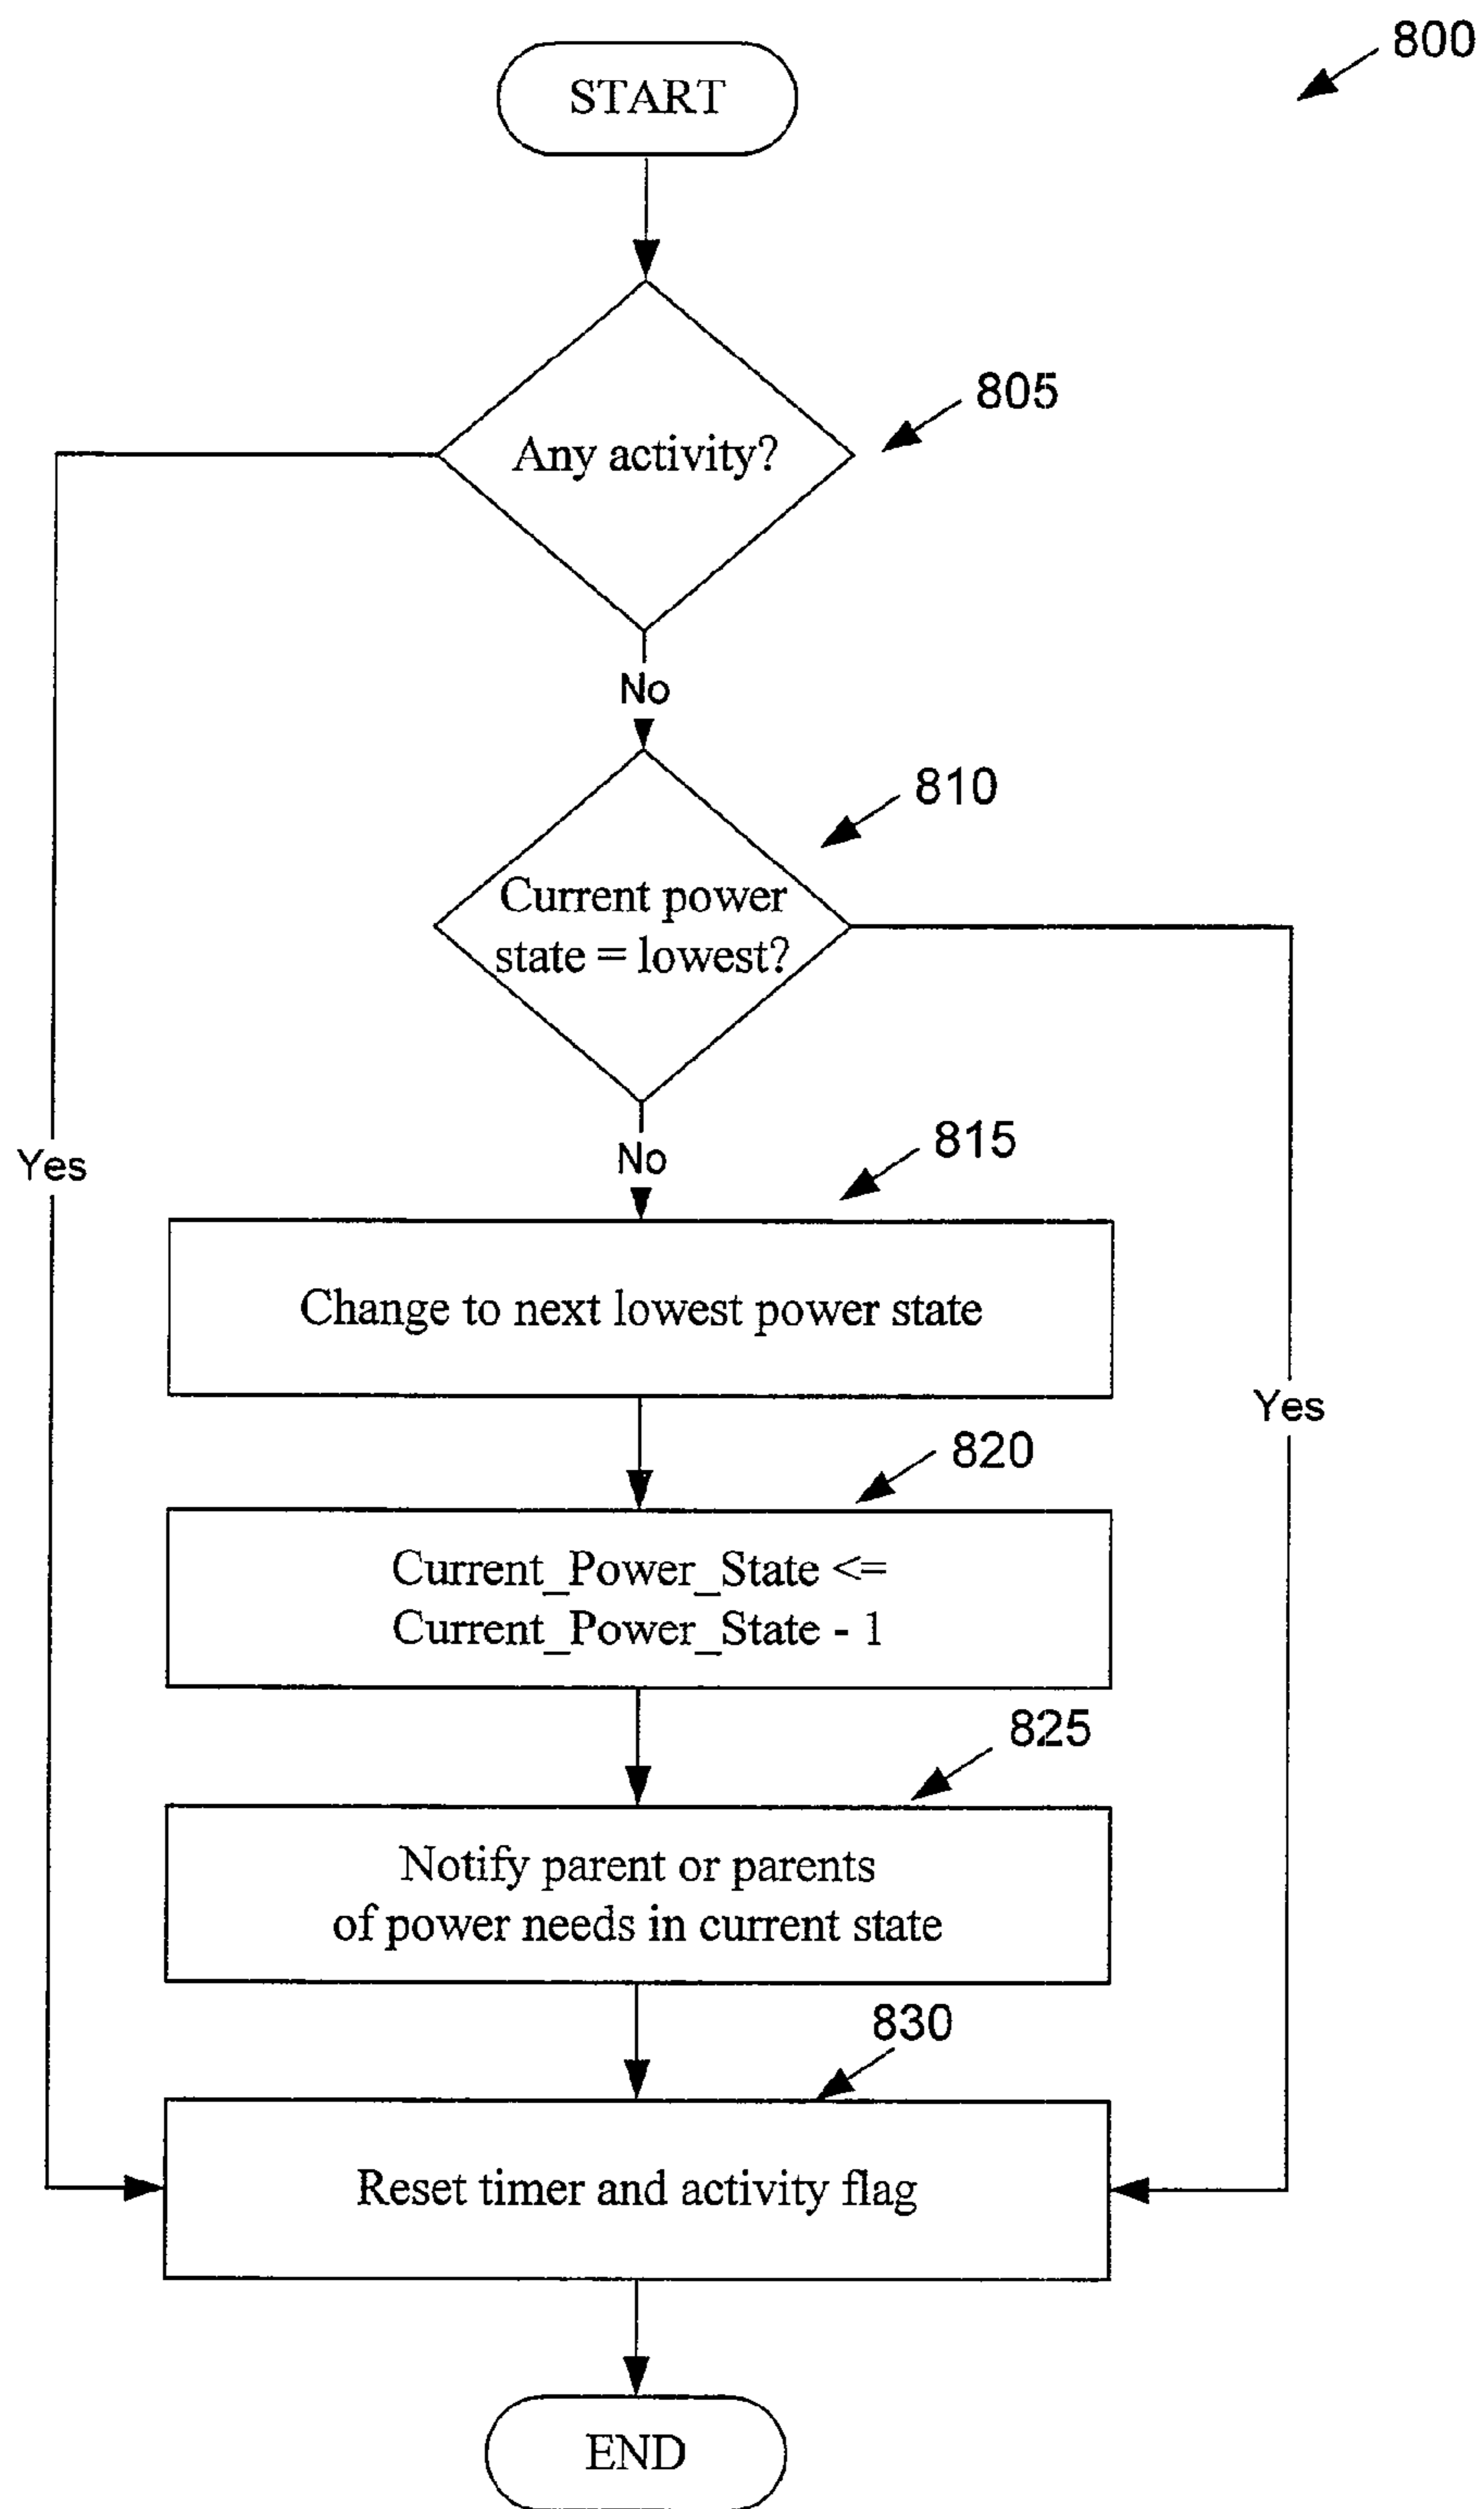 800
START
805
Any activity?
No
810
Current power
state = lowest?
No
815
Yes
Change to next lowest power state
Yes
820
Current_Power_State <=
Current_Power_State - 1
825
Notify parent or parents
of power needs in current state
830
Reset timer and activity flag
END